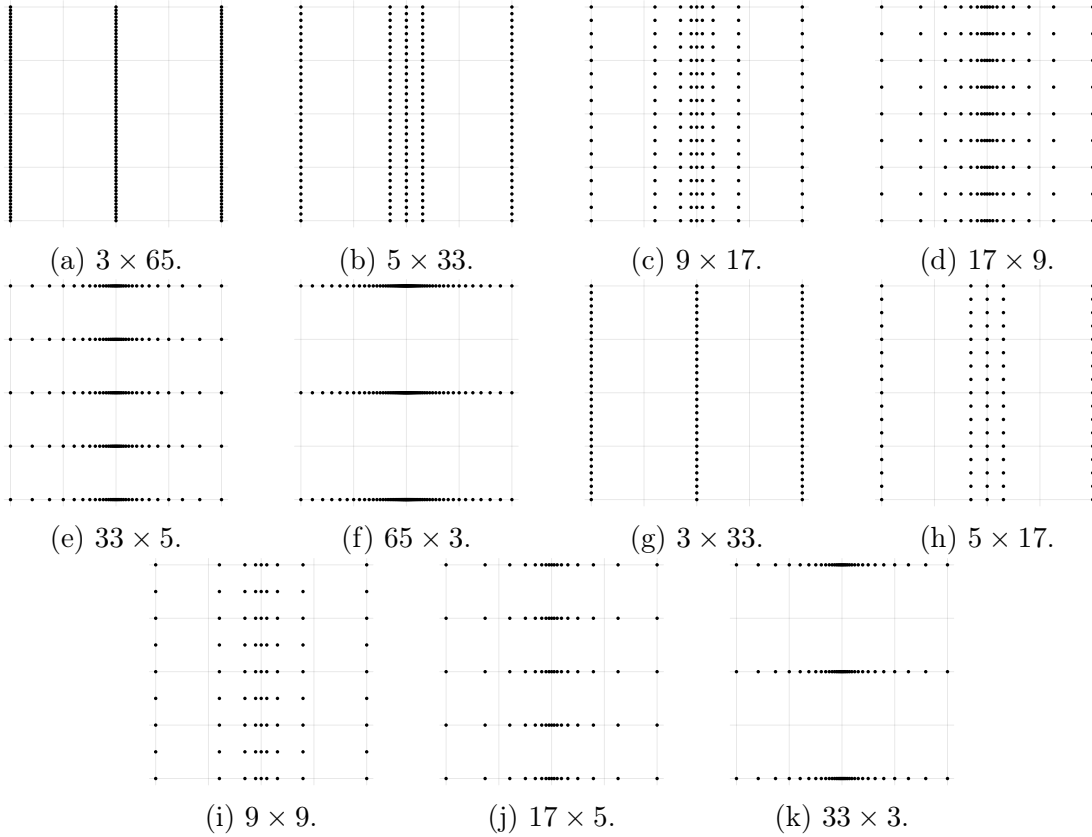 (a) 3 × 65. (b) 5 × 33. (c) 9 × 17. (d) 17 × 9.
(e) 33 × 5. (f) 65 × 3. (g) 3 × 33. (h) 5 × 17.
(i) 9 × 9. (j) 17 × 5. (k) 33 × 3.